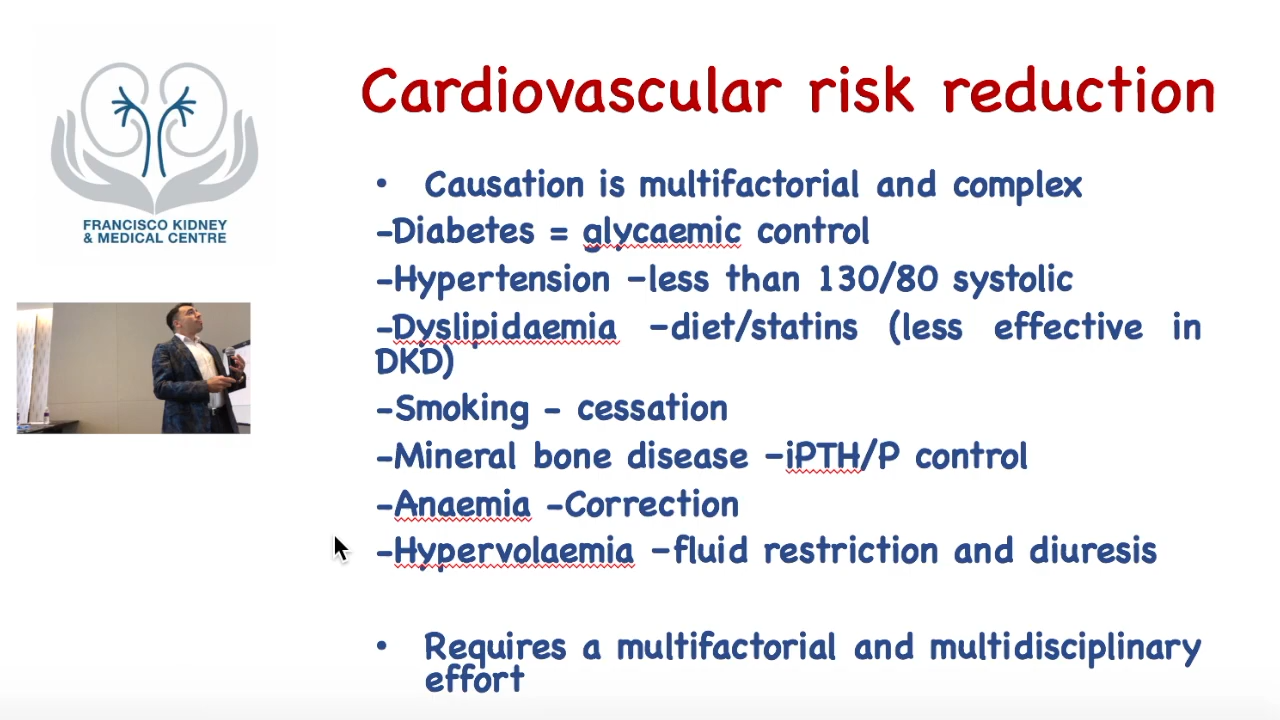 Cardiovascular risk reduction
FRANCISCO KIDNEY
& MEDICAL CENTRE
• Causation is multifactorial and complex
-Diabetes = glycaemic control
-Hypertension –less than 130/80 systolic
-Dyslipidaemia –diet/statins (less effective in
DKD)
-Smoking - cessation
-Mineral bone disease –iPTH/P control
-Anaemia -Correction
-Hypervolaemia –fluid restriction and diuresis
• Requires a multifactorial and multidisciplinary
effort